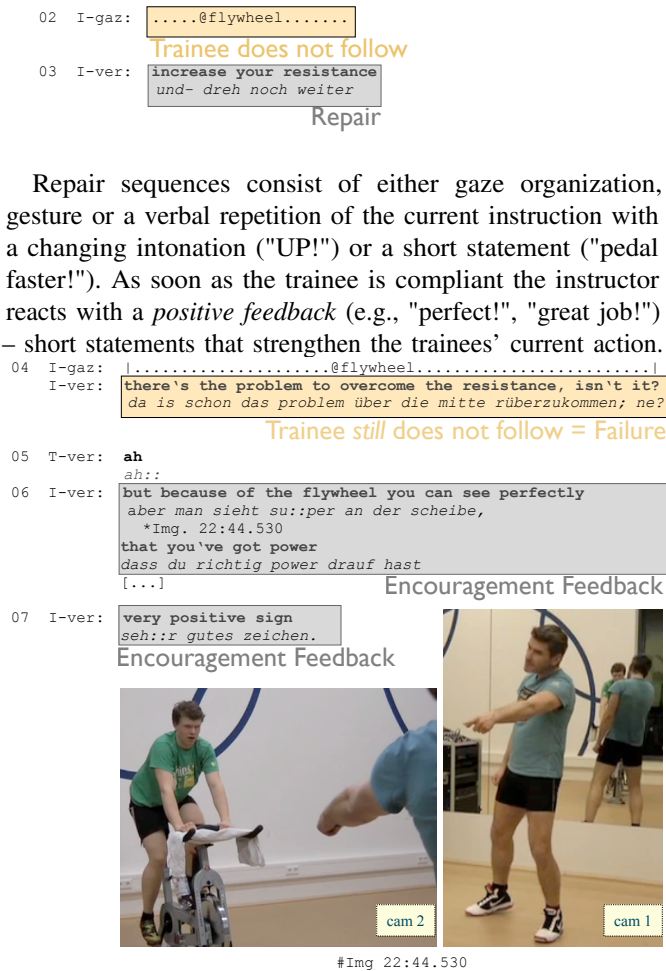 02 I-gaz: .....@flywheel.......
Trainee does not follow
03 I-ver: increase your resistance
und- dreh noch weiter
Repair
Repair sequences consist of either gaze organization,
gesture or a verbal repetition of the current instruction with
a changing intonation ("UP!") or a short statement ("pedal
faster!"). As soon as the trainee is compliant the instructor
reacts with a positive feedback (e.g., "perfect!", "great job!")
– short statements that strengthen the trainees' current action.
04 I-gaz: |.....................@flywheel.........................|
I-ver: there‛s the problem to overcome the resistance, isn‛t it?
da is schon das problem über die mitte rüberzukommen; ne?
Trainee still does not follow = Failure
05 T-ver: ah
ah::
06 I-ver: but because of the flywheel you can see perfectly
aber man sieht su::per an der scheibe,
*Img. 22:44.530
that you‛ve got power
dass du richtig power drauf hast
[...]
Encouragement Feedback
07 I-ver: very positive sign
seh::r gutes zeichen.
Encouragement Feedback
cam 2
cam 1
#Img 22:44.530